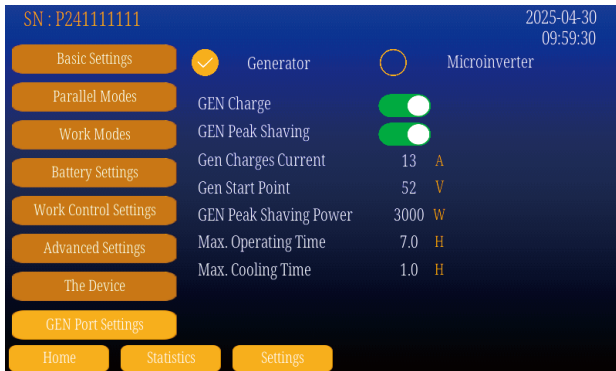 SN : P241111111
2025-04-30
09:59:30
Basic Settings
Parallel Modes
Work Modes
Battery Settings
Work Control Settings
Advanced Settings
The Device
GEN Port Settings
Generator
Microinverter
GEN Charge
GEN Peak Shaving
Gen Charges Current 13 A
Gen Start Point 52 V
GEN Peak Shaving Power 3000 W
Max. Operating Time 7.0 H
Max. Cooling Time 1.0 H
Home
Statistics
Settings